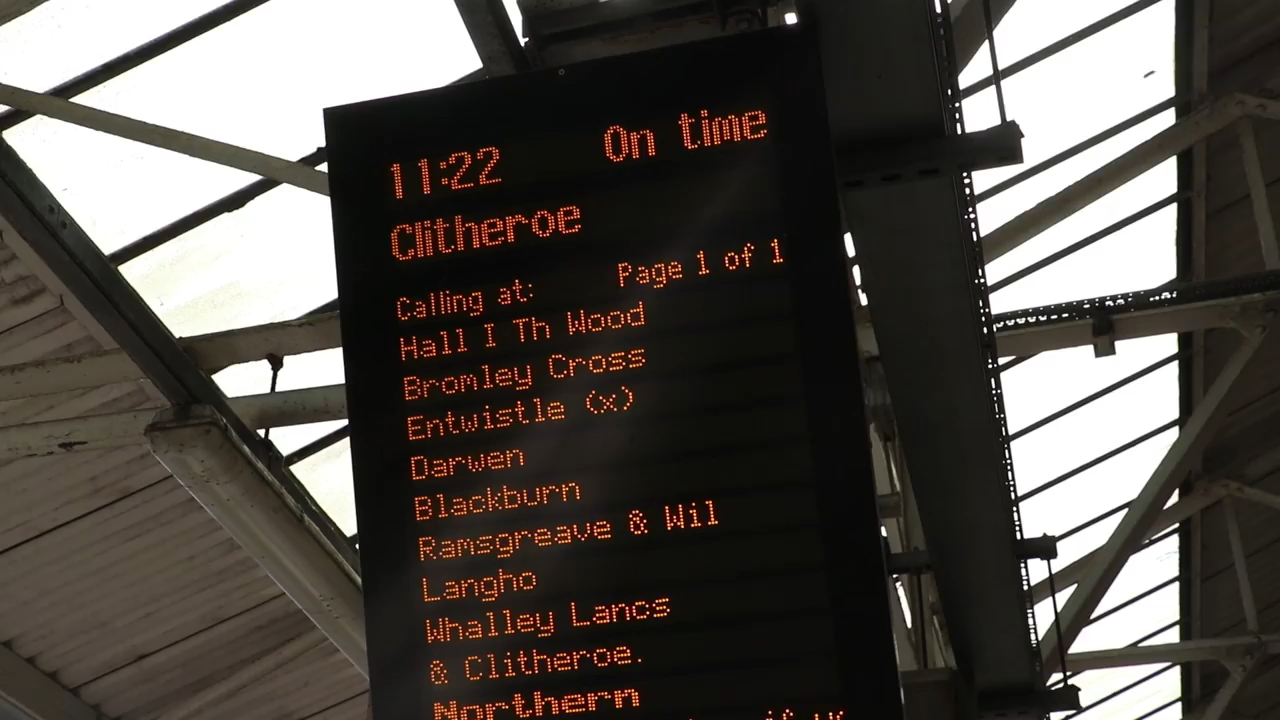 11:22 On time
Clitheroe
Calling at: Page 1 of 1
Hall I Th Wood
Bromley Cross
Entwistle (x)
Darwen
Blackburn
Ramsgreave & Wil
Langho
Whalley Lancs
& Clitheroe.
Northern